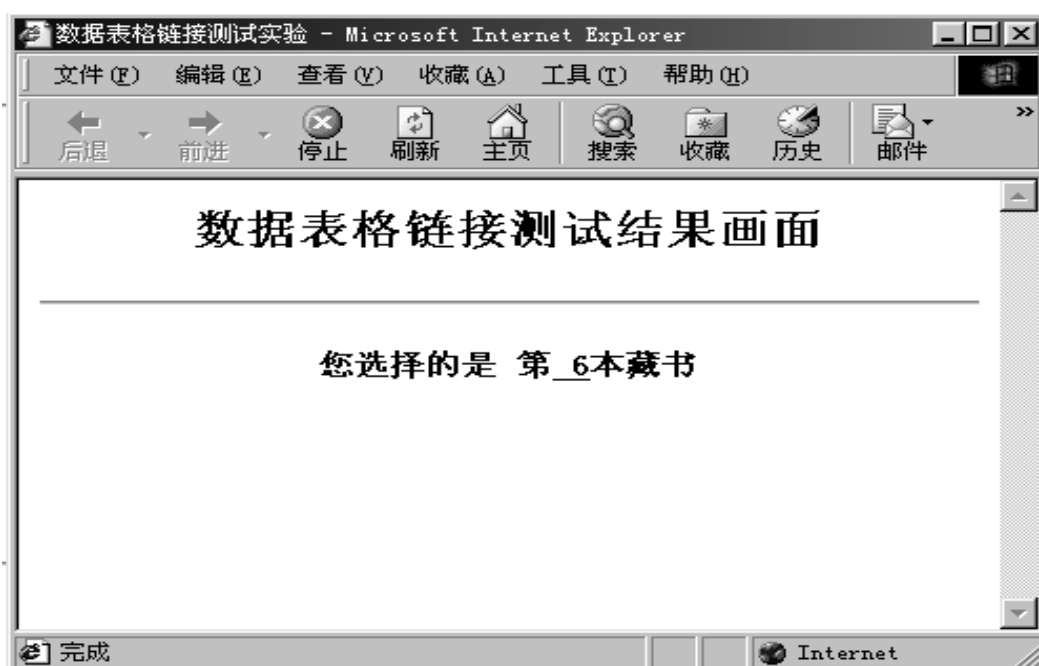 数据表格链接测试实验 - Microsoft Internet Explorer
文件(F) 编辑(E) 查看(V) 收藏(A) 工具(T) 帮助(H)
后退 前进 停止 刷新 主页 搜索 收藏 历史 邮件 »
数据表格链接测试结果画面
您选择的是 第 6本藏书
完成 Internet